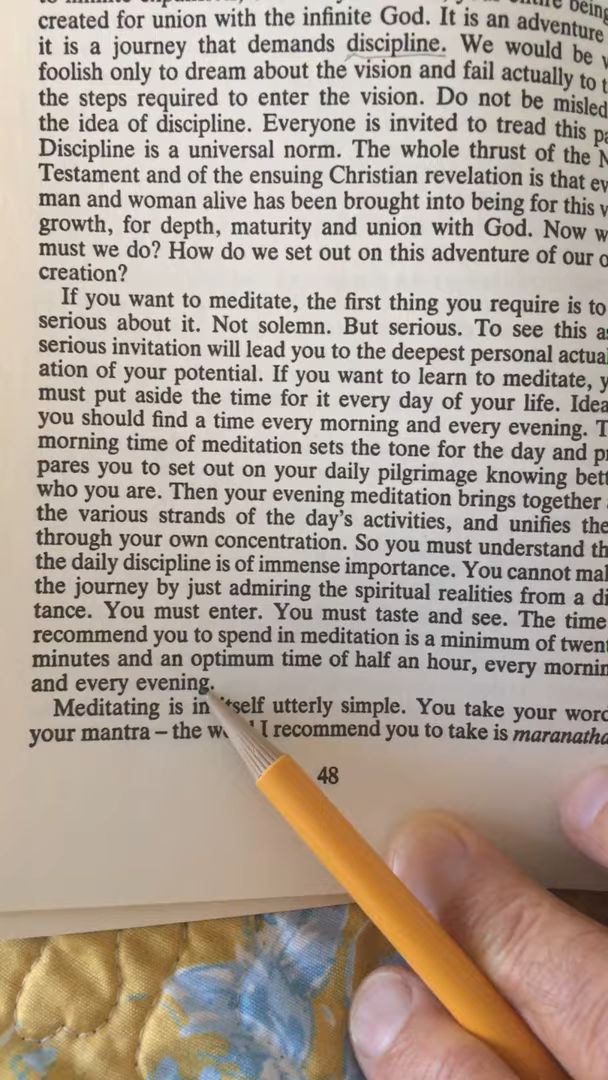 created for union with the infinite God. It is an adventure
it is a journey that demands discipline. We would be
foolish only to dream about the vision and fail actually to
the steps required to enter the vision. Do not be misled
the idea of discipline. Everyone is invited to tread this
Discipline is a universal norm. The whole thrust of the
Testament and of the ensuing Christian revelation is that
man and woman alive has been brought into being for this
growth, for depth, maturity and union with God. Now
must we do? How do we set out on this adventure of our
creation?
If you want to meditate, the first thing you require is to
serious about it. Not solemn. But serious. To see this
serious invitation will lead you to the deepest personal actual
ation of your potential. If you want to learn to meditate,
must put aside the time for it every day of your life.
you should find a time every morning and every evening.
morning time of meditation sets the tone for the day and
pares you to set out on your daily pilgrimage knowing
who you are. Then your evening meditation brings together
the various strands of the day's activities, and unifies
through your own concentration. So you must understand
the daily discipline is of immense importance. You cannot
the journey by just admiring the spiritual realities from a
tance. You must enter. You must taste and see. The time
recommend you to spend in meditation is a minimum of
minutes and an optimum time of half an hour, every
and every evening.
Meditating is in itself utterly simple. You take your
your mantra – the I recommend you to take is maranatha
48